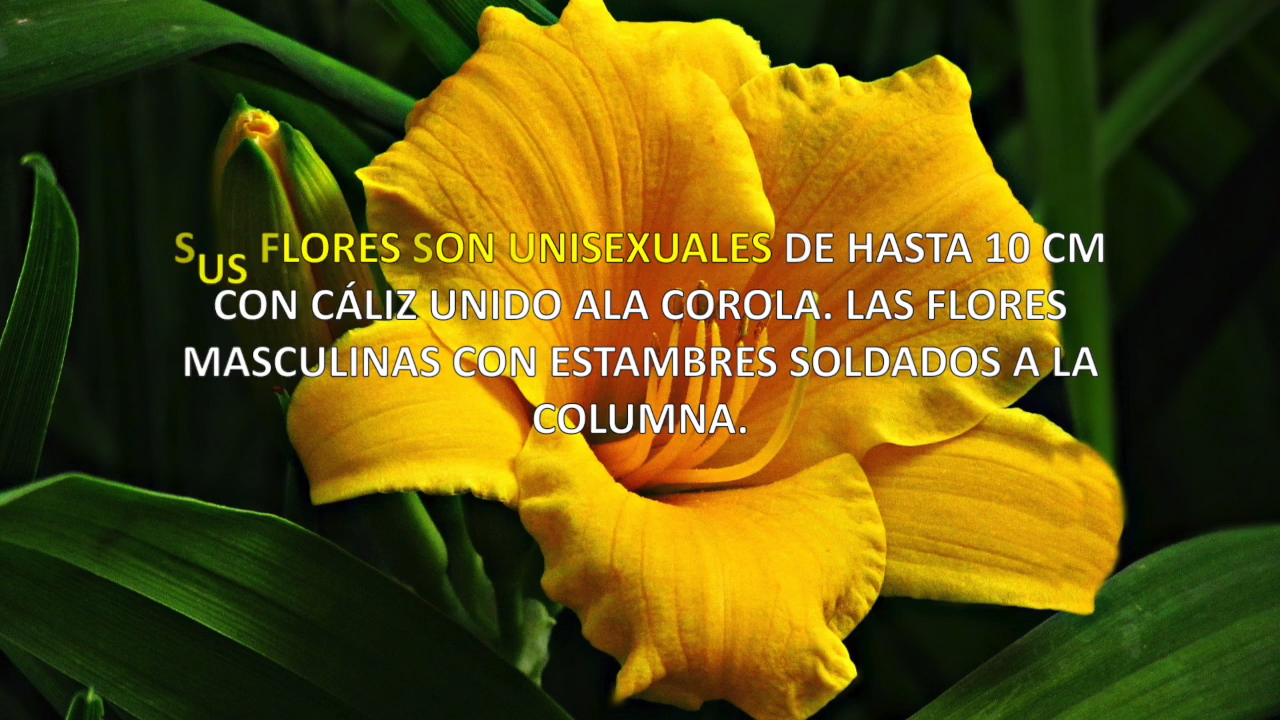 SUS FLORES SON UNISEXUALES DE HASTA 10 CM
CON CÁLIZ UNIDO ALA COROLA. LAS FLORES
MASCULINAS CON ESTAMBRES SOLDADOS A LA
COLUMNA.